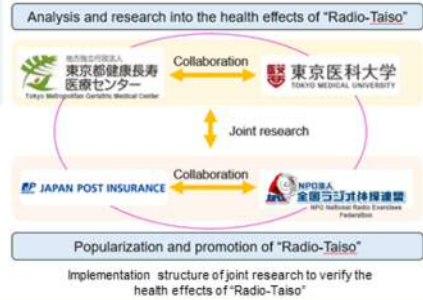 Analysis and research into the health effects of “Radio-Taiso”
地方独立行政法人
東京都健康長寿
医療センター
Tokyo Metropolitan Geriatric Medical Center
Collaboration
東京医科大学
TOKYO MEDICAL UNIVERSITY
Joint research
JAPAN POST INSURANCE
Collaboration
NPO法人
全国ラジオ体操連盟
NPO National Radio Exercises
Federation
Popularization and promotion of “Radio-Taiso”
Implementation structure of joint research to verify the
health effects of “Radio-Taiso”